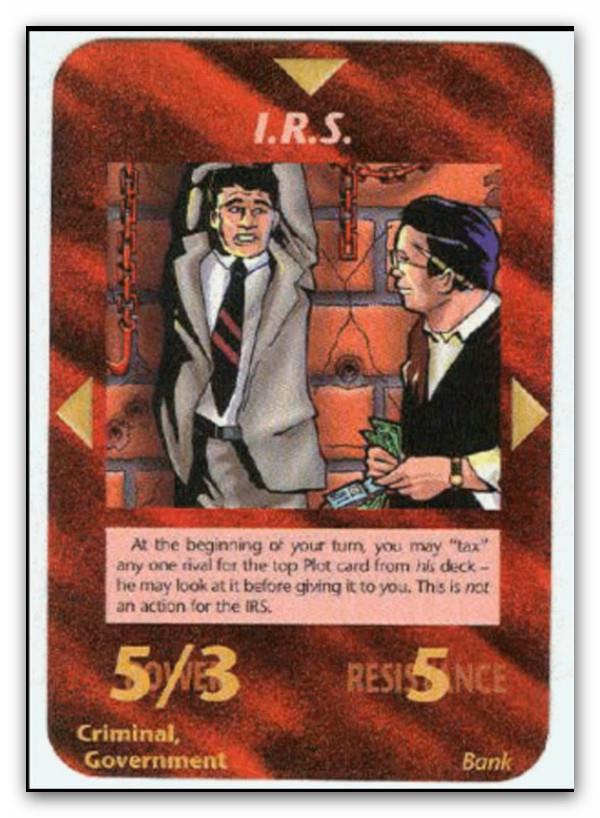 I.R.S.
At the beginning of your turn, you may "tax"
any one rival for the top Plot card from his deck –
he may look at it before giving it to you. This is not
an action for the IRS.
5/3 POWER RESISTANCE 5
Criminal,
Government Bank